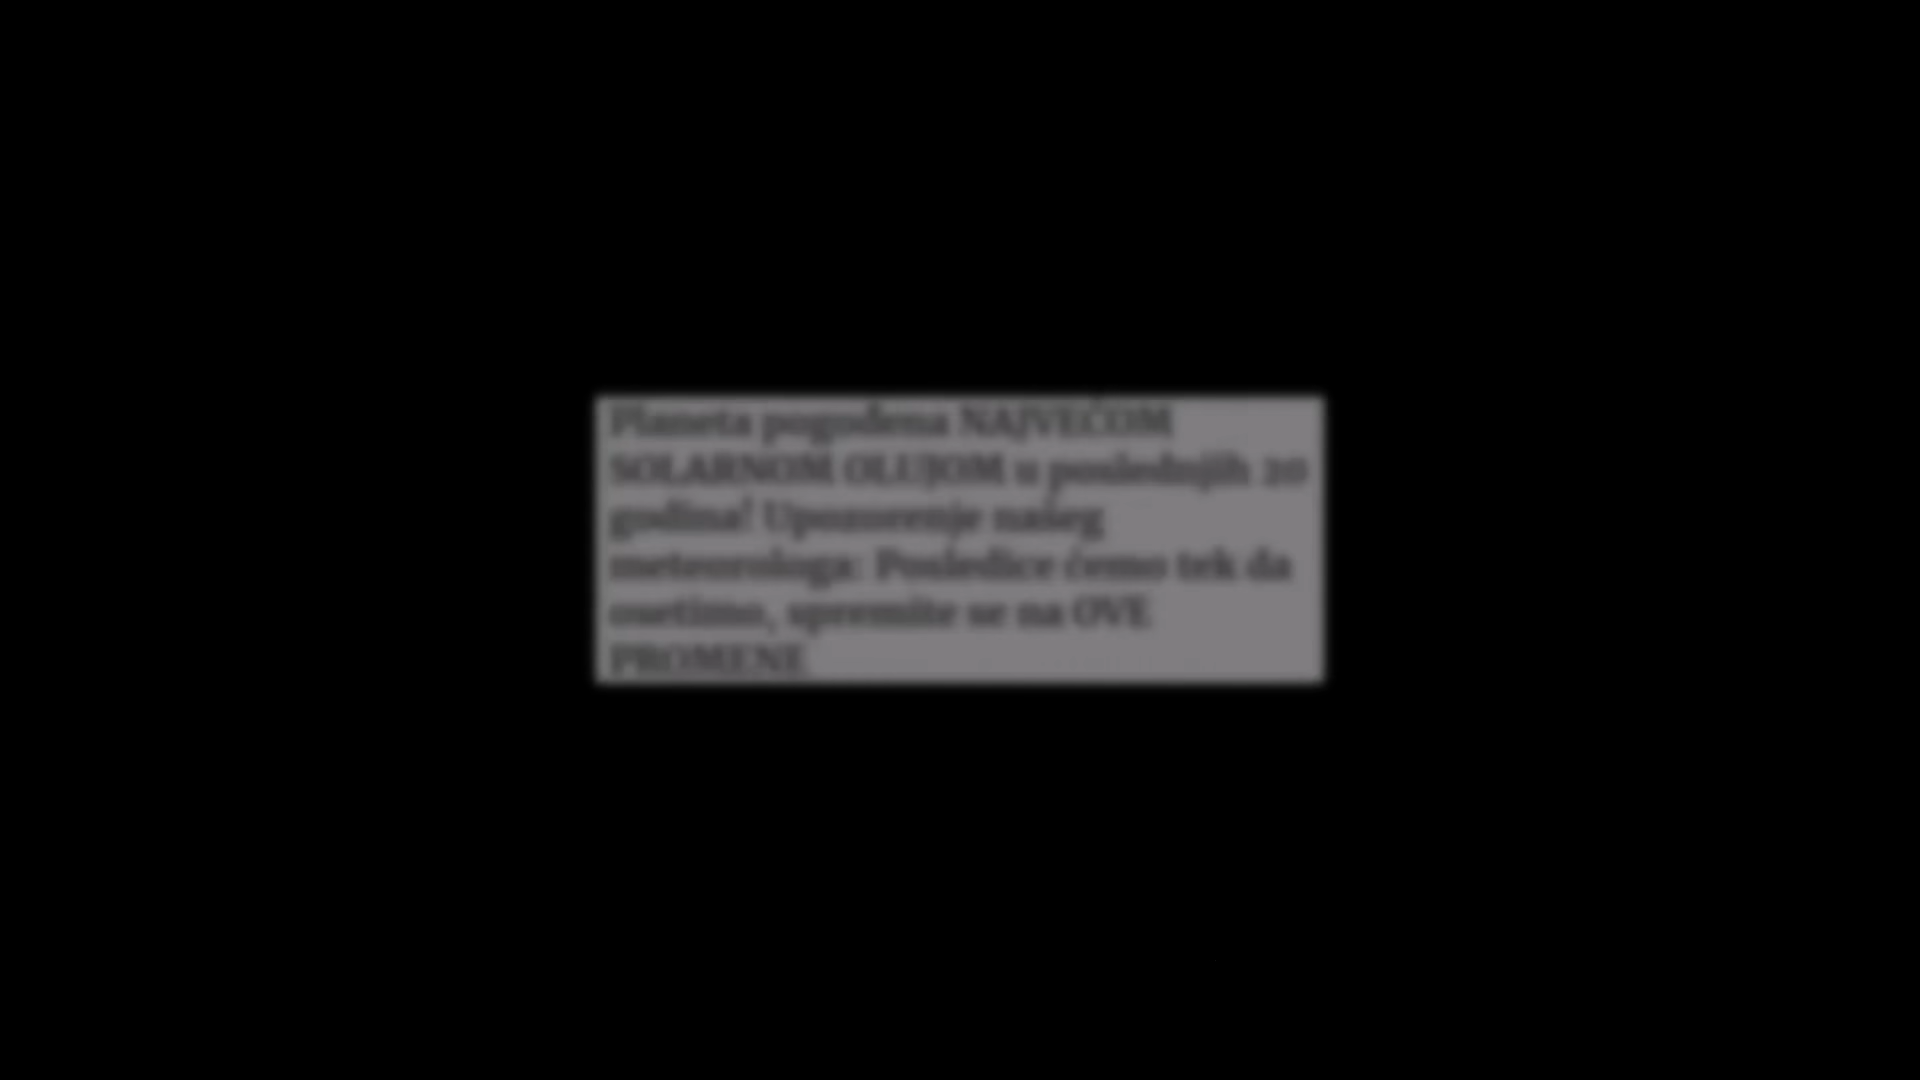 Planeta pogođena NAJVEĆOM
SOLARNOM OLUJOM u poslednjih 20
godina! Upozorenje našeg
meteorologa: Posledice ćemo tek da
osetimo, spremite se na OVE
PROMENE